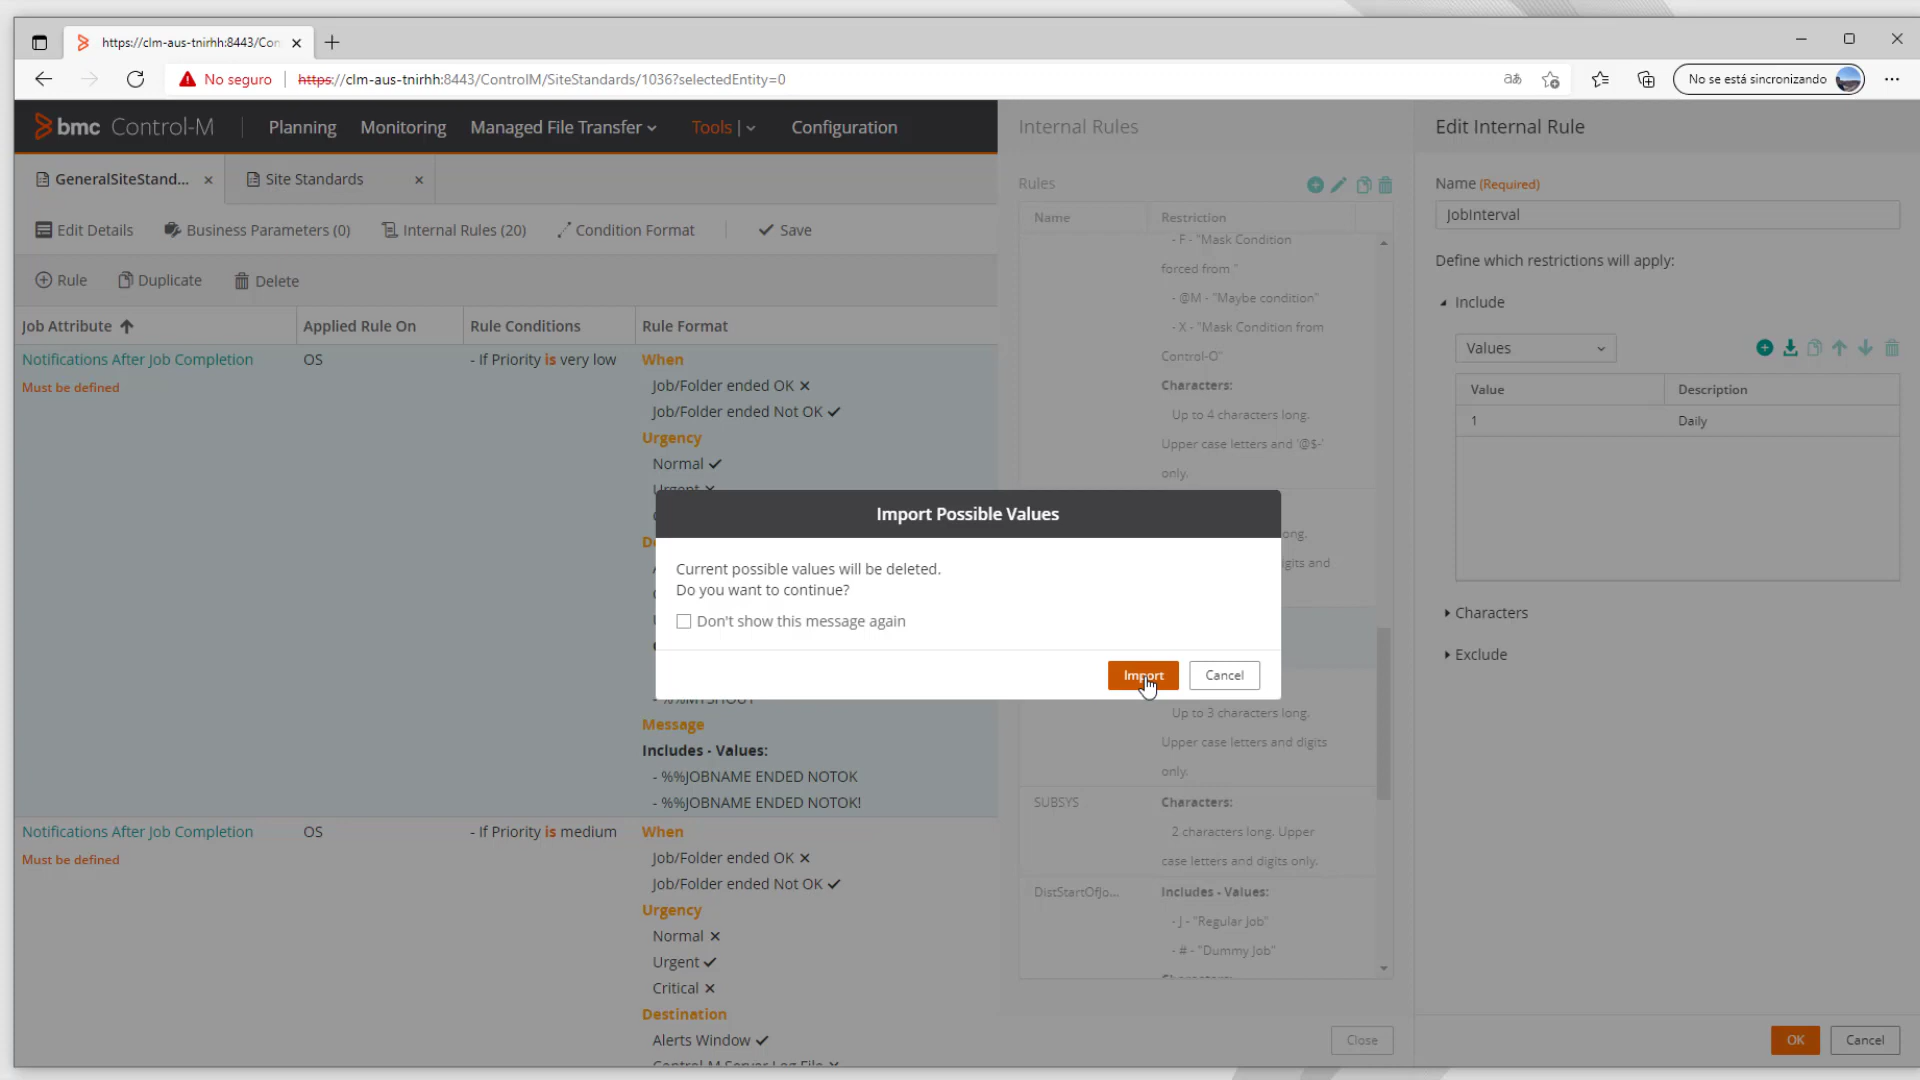 https://clm-aus-tnirhh:8443/Con
No seguro
https://clm-aus-tnirhh:8443/ControlM/SiteStandards/1036?selectedEntity=0
No se está sincronizando
bmc Control-M
Planning
Monitoring
Managed File Transfer
Tools
Configuration
GeneralSiteStand...
Site Standards
Edit Details
Business Parameters (0)
Internal Rules (20)
Condition Format
Save
Rule
Duplicate
Delete
Job Attribute
Applied Rule On
Rule Conditions
Rule Format
Notifications After Job Completion
Must be defined
OS
- If Priority is very low
When
Job/Folder ended OK
Job/Folder ended Not OK
Urgency
Normal
Message
Includes - Values:
- %%JOBNAME ENDED NOTOK
- %%JOBNAME ENDED NOTOK!
Notifications After Job Completion
Must be defined
OS
- If Priority is medium
When
Job/Folder ended OK
Job/Folder ended Not OK
Urgency
Normal
Urgent
Critical
Destination
Alerts Window
Internal Rules
Rules
Name
Restriction
- F - "Mask Condition
forced from "
- @M - "Maybe condition"
- X - "Mask Condition from
Control-O"
Characters:
Up to 4 characters long.
Upper case letters and '@$-'
only.
Up to 3 characters long.
Upper case letters and digits
only.
SUBSYS
Characters:
2 characters long. Upper
case letters and digits only.
DistStartOfJo...
Includes - Values:
- J - "Regular Job"
- # - "Dummy Job"
Close
Edit Internal Rule
Name (Required)
JobInterval
Define which restrictions will apply:
Include
Values
Value
Description
1
Daily
Characters
Exclude
OK
Cancel
Import Possible Values
Current possible values will be deleted.
Do you want to continue?
Don't show this message again
Import
Cancel